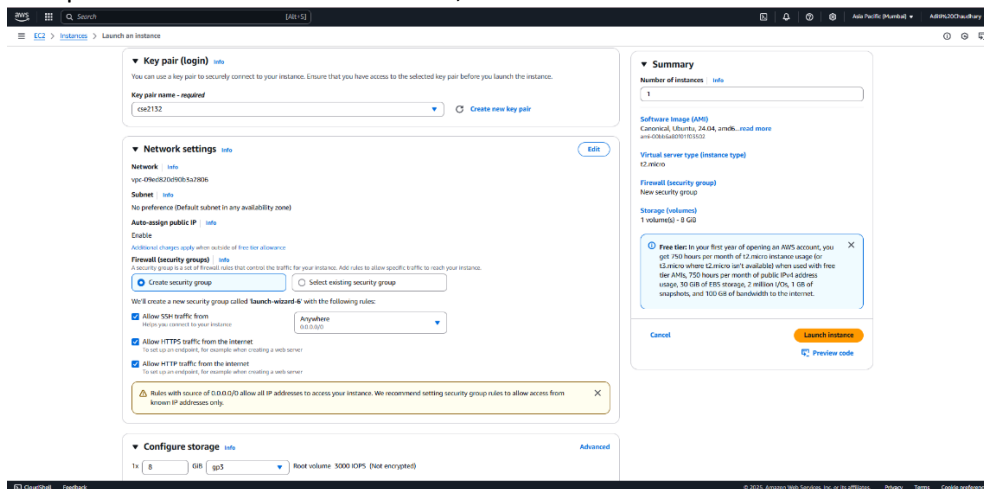 aws
Search
[Alt+S]
Asia Pacific (Mumbai)
Adith%20Chaudhary
EC2 > Instances > Launch an instance
Key pair (login) Info
You can use a key pair to securely connect to your instance. Ensure that you have access to the selected key pair before you launch the instance.
Key pair name - required
cse2132
Create new key pair
Network settings Info
Edit
Network Info
vpc-09ed820d90b3a2806
Subnet Info
No preference (Default subnet in any availability zone)
Auto-assign public IP Info
Enable
Additional charges apply when outside of free tier allowance
Firewall (security groups) Info
A security group is a set of firewall rules that control the traffic for your instance. Add rules to allow specific traffic to reach your instance.
Create security group
Select existing security group
We'll create a new security group called 'launch-wizard-6' with the following rules:
Allow SSH traffic from
Helps you connect to your instance
Anywhere
0.0.0.0/0
Allow HTTPS traffic from the internet
To set up an endpoint, for example when creating a web server
Allow HTTP traffic from the internet
To set up an endpoint, for example when creating a web server
Rules with source of 0.0.0.0/0 allow all IP addresses to access your instance. We recommend setting security group rules to allow access from
known IP addresses only.
Configure storage Info
Advanced
1x 8 GiB gp3 Root volume 3000 IOPS (Not encrypted)
Summary
Number of instances Info
1
Software Image (AMI)
Canonical, Ubuntu, 24.04, amd6...read more
Virtual server type (instance type)
t2.micro
Firewall (security group)
New security group
Storage (volumes)
1 volume(s) - 8 GiB
Free tier: In your first year of opening an AWS account, you
get 750 hours per month of t2.micro instance usage (or
t3.micro where t2.micro isn't available) when used with free
tier AMIs, 750 hours per month of public IPv4 address
usage, 30 GiB of EBS storage, 2 million I/Os, 1 GB of
snapshots, and 100 GB of bandwidth to the internet.
Cancel
Launch instance
Preview code
CloudShell Feedback
© 2025, Amazon Web Services, Inc. or its affiliates. Privacy Terms Cookie preferences